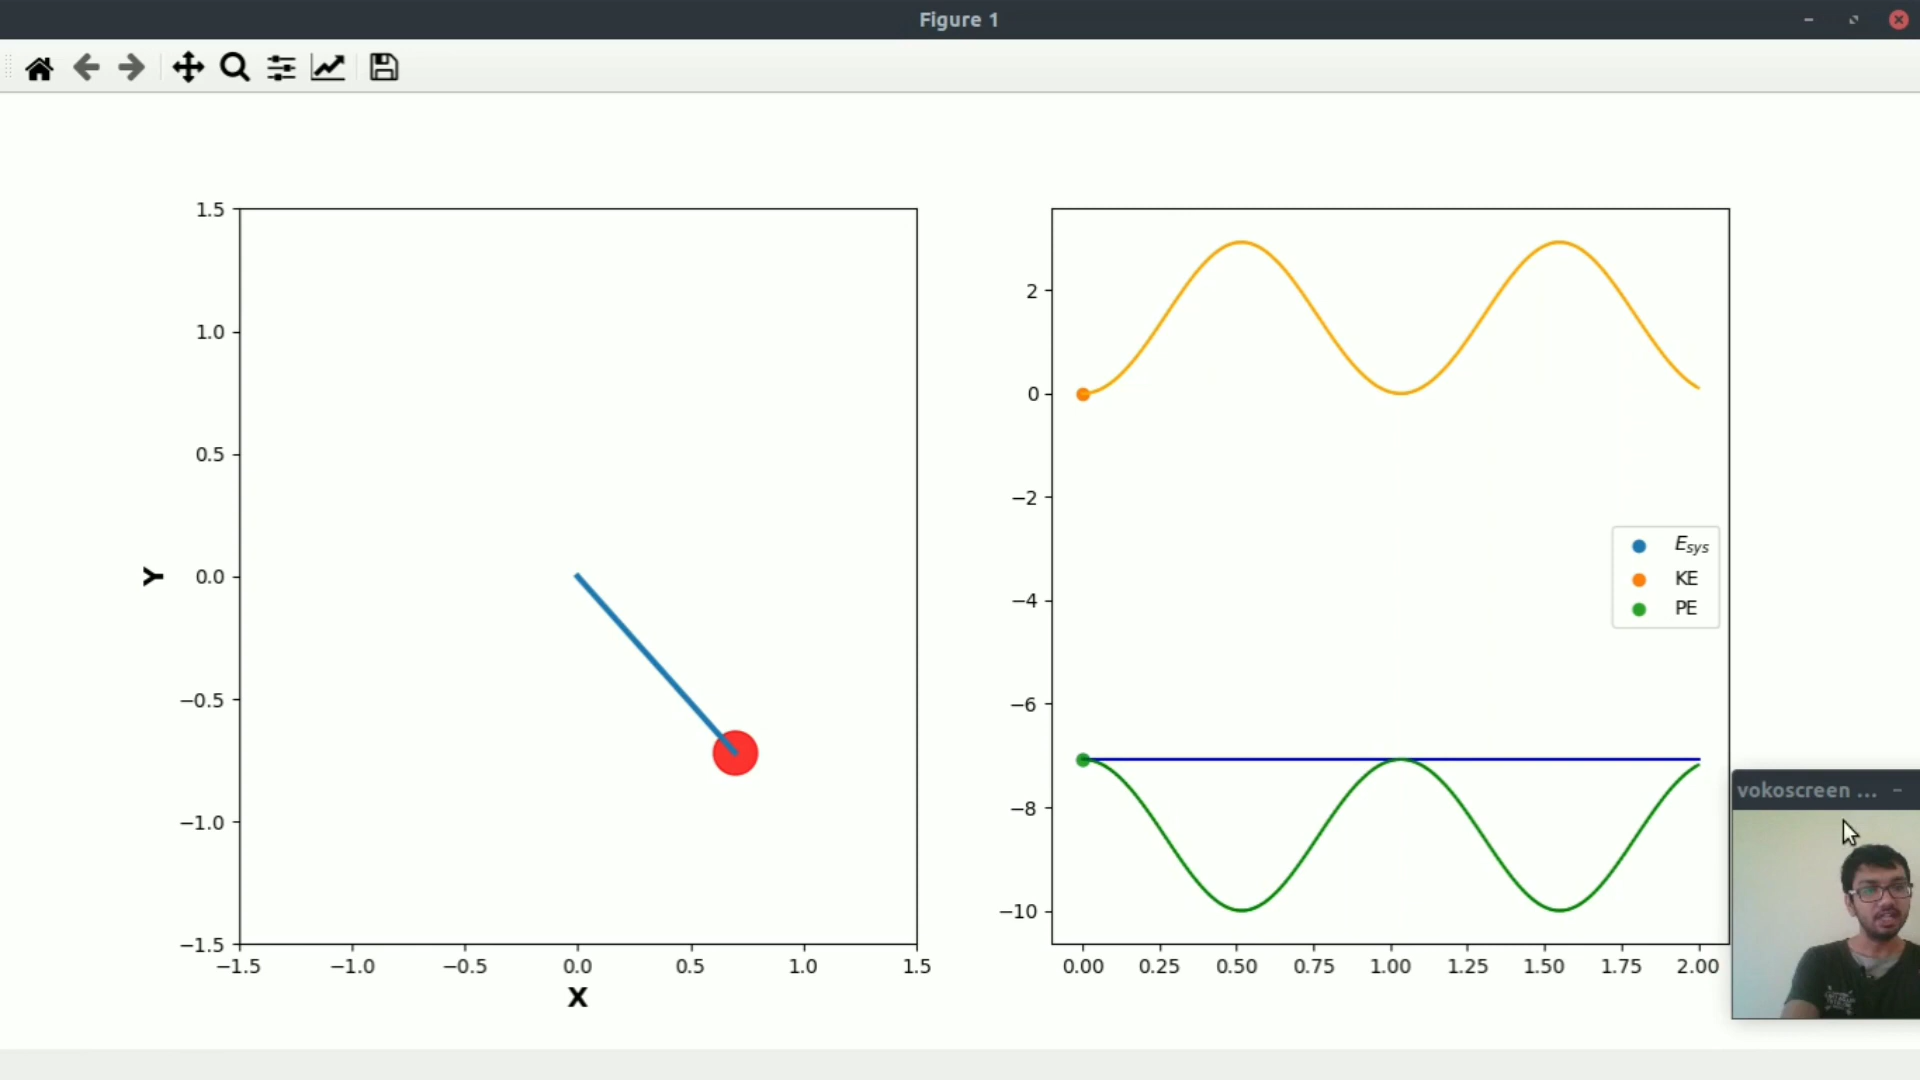 Figure 1
1.5
1.0
0.5
0.0
−0.5
−1.0
−1.5
Y
−1.5 −1.0 −0.5 0.0 0.5 1.0 1.5
X
2
0
−2
−4
−6
−8
−10
0.00 0.25 0.50 0.75 1.00 1.25 1.50 1.75 2.00
Esys
KE
PE
vokoscreen ...